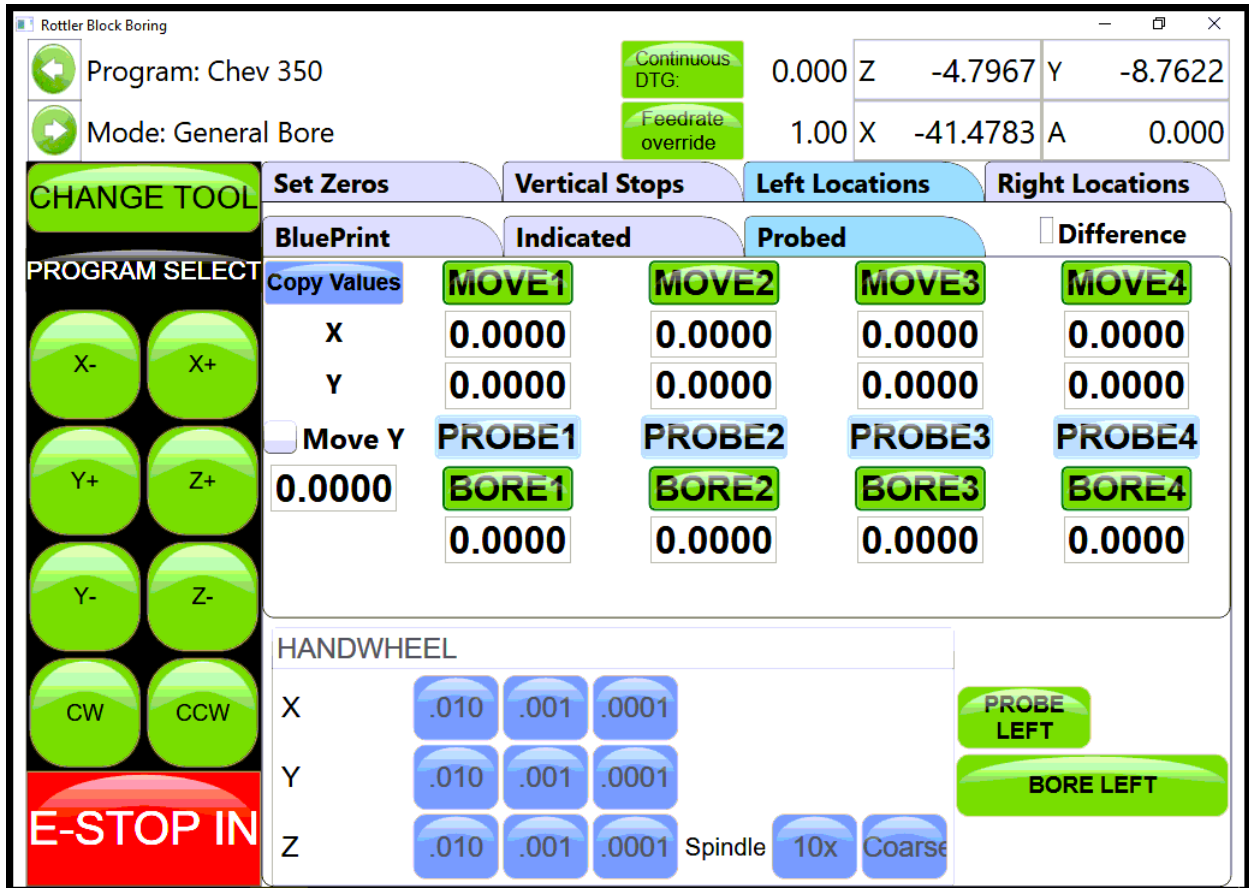 Rottler Block Boring
Program: Chev 350
Continuous DTG: 0.000 Z -4.7967 Y -8.7622
Mode: General Bore
Feedrate override 1.00 X -41.4783 A 0.000
CHANGE TOOL
Set Zeros Vertical Stops Left Locations Right Locations
BluePrint Indicated Probed Difference
PROGRAM SELECT
Copy Values MOVE1 MOVE2 MOVE3 MOVE4
X 0.0000 0.0000 0.0000 0.0000
Y 0.0000 0.0000 0.0000 0.0000
Move Y PROBE1 PROBE2 PROBE3 PROBE4
0.0000 BORE1 BORE2 BORE3 BORE4
0.0000 0.0000 0.0000 0.0000
X- X+
Y+ Z+
Y- Z-
CW CCW
E-STOP IN
HANDWHEEL
X .010 .001 .0001
Y .010 .001 .0001
Z .010 .001 .0001 Spindle 10x Coarse
PROBE
LEFT
BORE LEFT